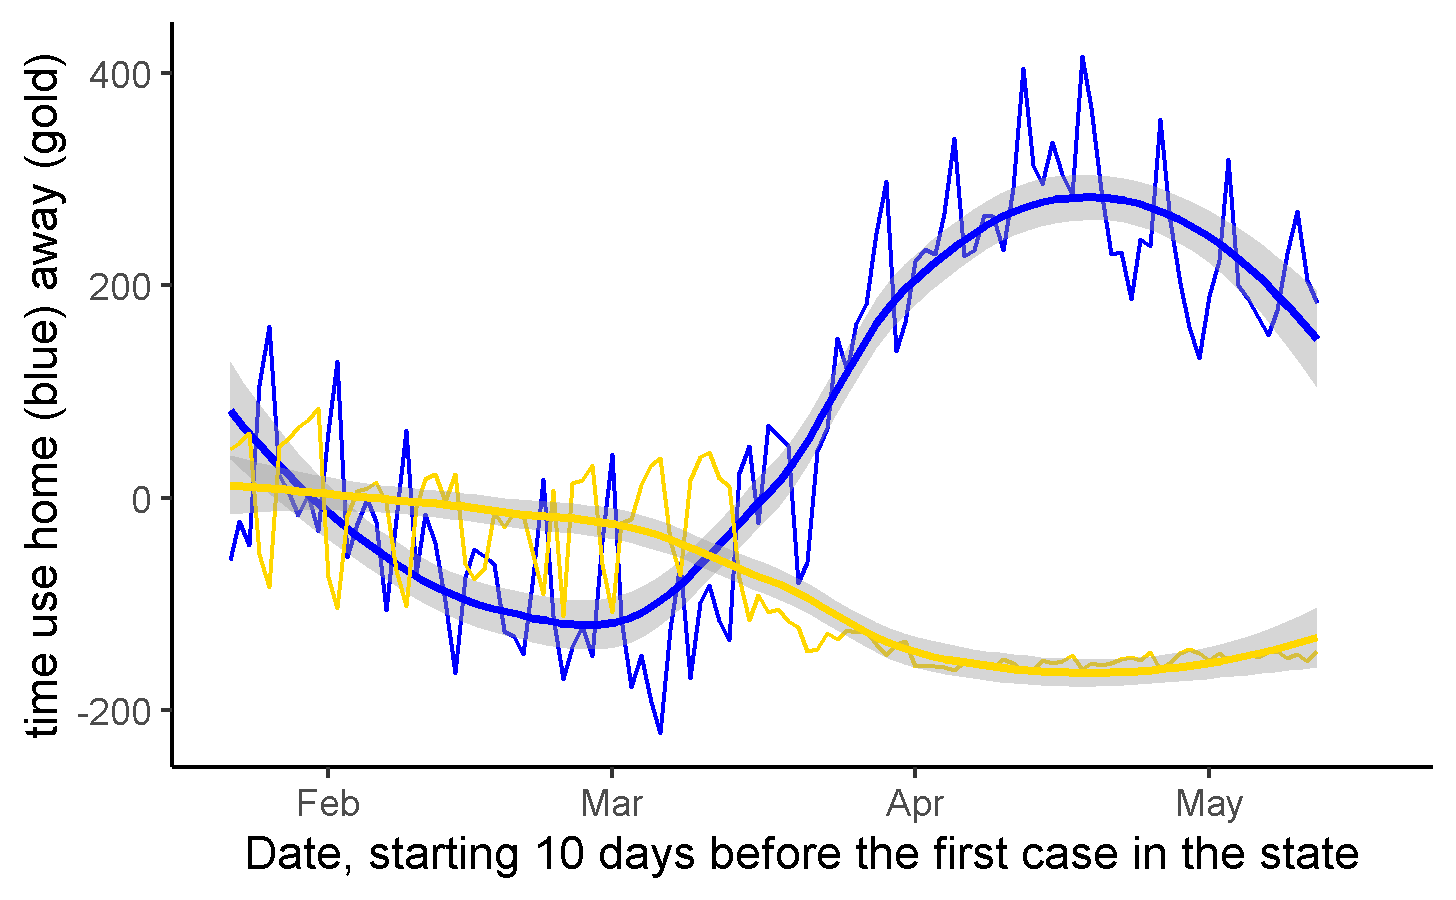 time use home (blue) away (gold)
400
200
0
-200
Feb Mar Apr May
Date, starting 10 days before the first case in the state